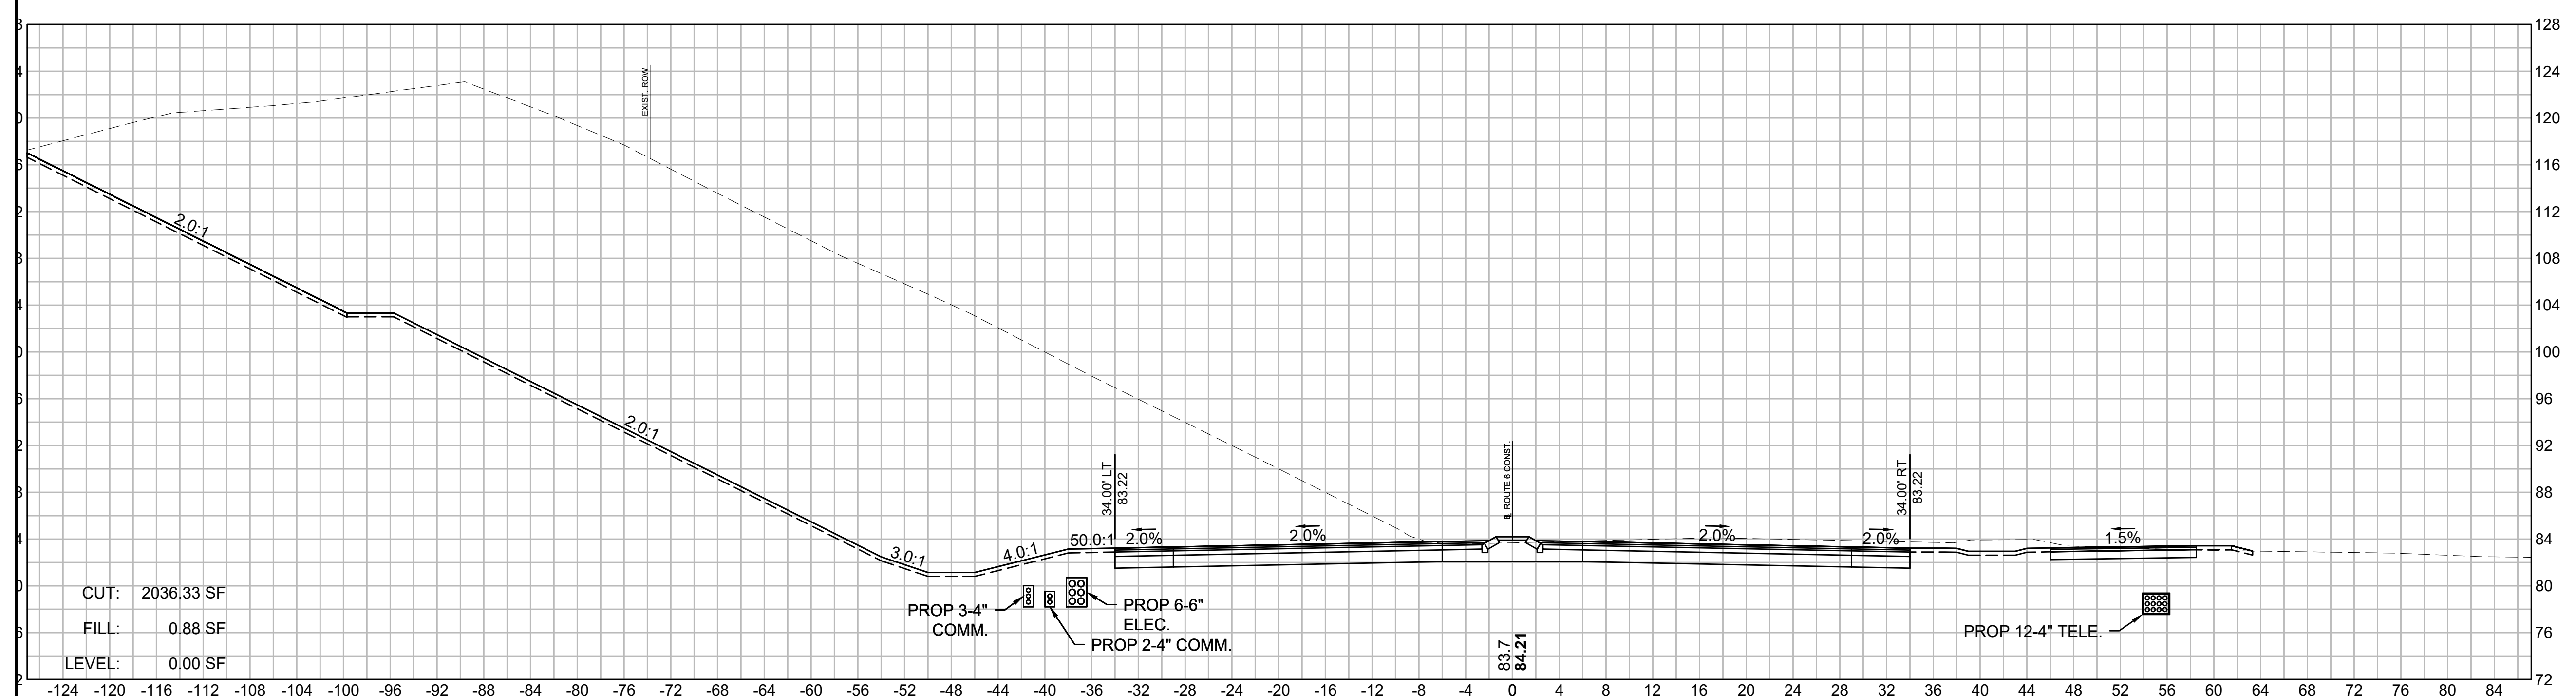 128
124
120
116
112
108
104
100
96
92
88
84
80
76
72
EXIST. ROW
2.0:1
2.0:1
3.0:1
4.0:1
50.0:1
34.00' LT
83.22
2.0%
2.0%
ROUTE 6 CONST.
2.0%
2.0%
34.00' RT
83.22
1.5%
CUT: 2036.33 SF
FILL: 0.88 SF
LEVEL: 0.00 SF
PROP 3-4"
COMM.
PROP 6-6"
ELEC.
PROP 2-4" COMM.
PROP 12-4" TELE.
83.7
84.21
-124 -120 -116 -112 -108 -104 -100 -96 -92 -88 -84 -80 -76 -72 -68 -64 -60 -56 -52 -48 -44 -40 -36 -32 -28 -24 -20 -16 -12 -8 -4 0 4 8 12 16 20 24 28 32 36 40 44 48 52 56 60 64 68 72 76 80 84